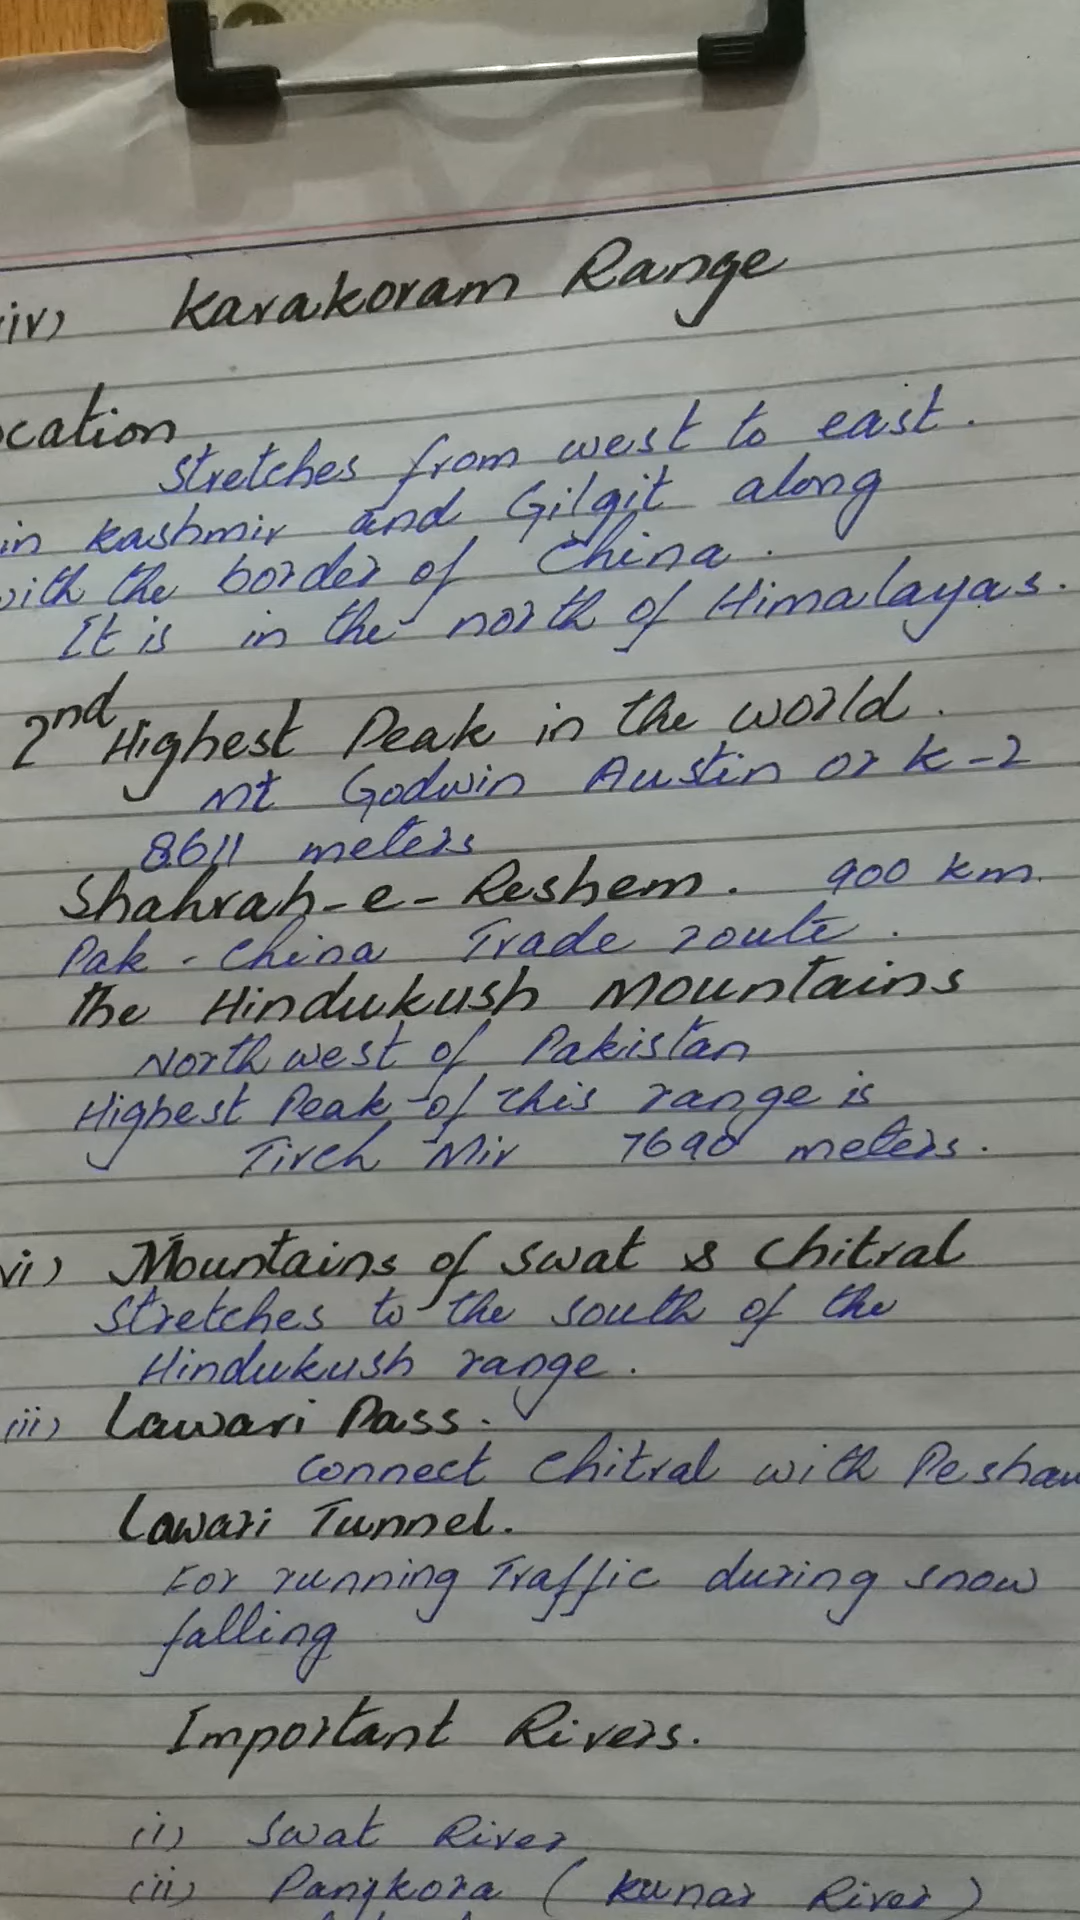 iv) Karakoram Range
ocation
Stretches from west to east.
in Kashmir and Gilgit along
with the border of China.
It is in the north of Himalayas.
2nd Highest Peak in the world.
Mt Godwin Austin or K-2
8611 meters
Shahrah-e-Reshem. 900 km.
Pak-China Trade route.
the Hindukush Mountains
North west of Pakistan
Highest Peak of this range is
Tirch Mir 7690 meters.
vi) Mountains of Swat & Chitral
Stretches to the south of the
Hindukush range.
iii) Lawari Pass.
Connect Chitral with Peshaw
Lawari Tunnel.
For running Traffic during snow
falling
Important Rivers.
(i) Swat River
(ii) Panjkora (Kunar River)